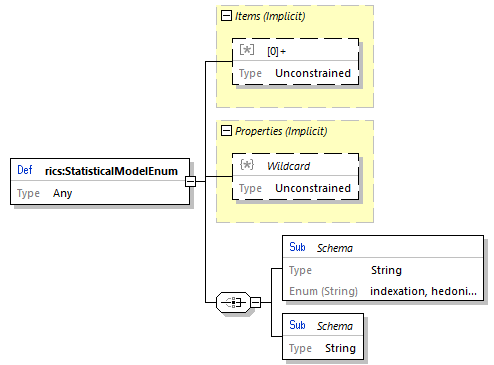 Items (Implicit)
[*] [0]+
Type Unconstrained
Properties (Implicit)
{*} Wildcard
Type Unconstrained
Def rics:StatisticalModelEnum
Type Any
Sub Schema
Type String
Enum (String) indexation, hedoni...
Sub Schema
Type String